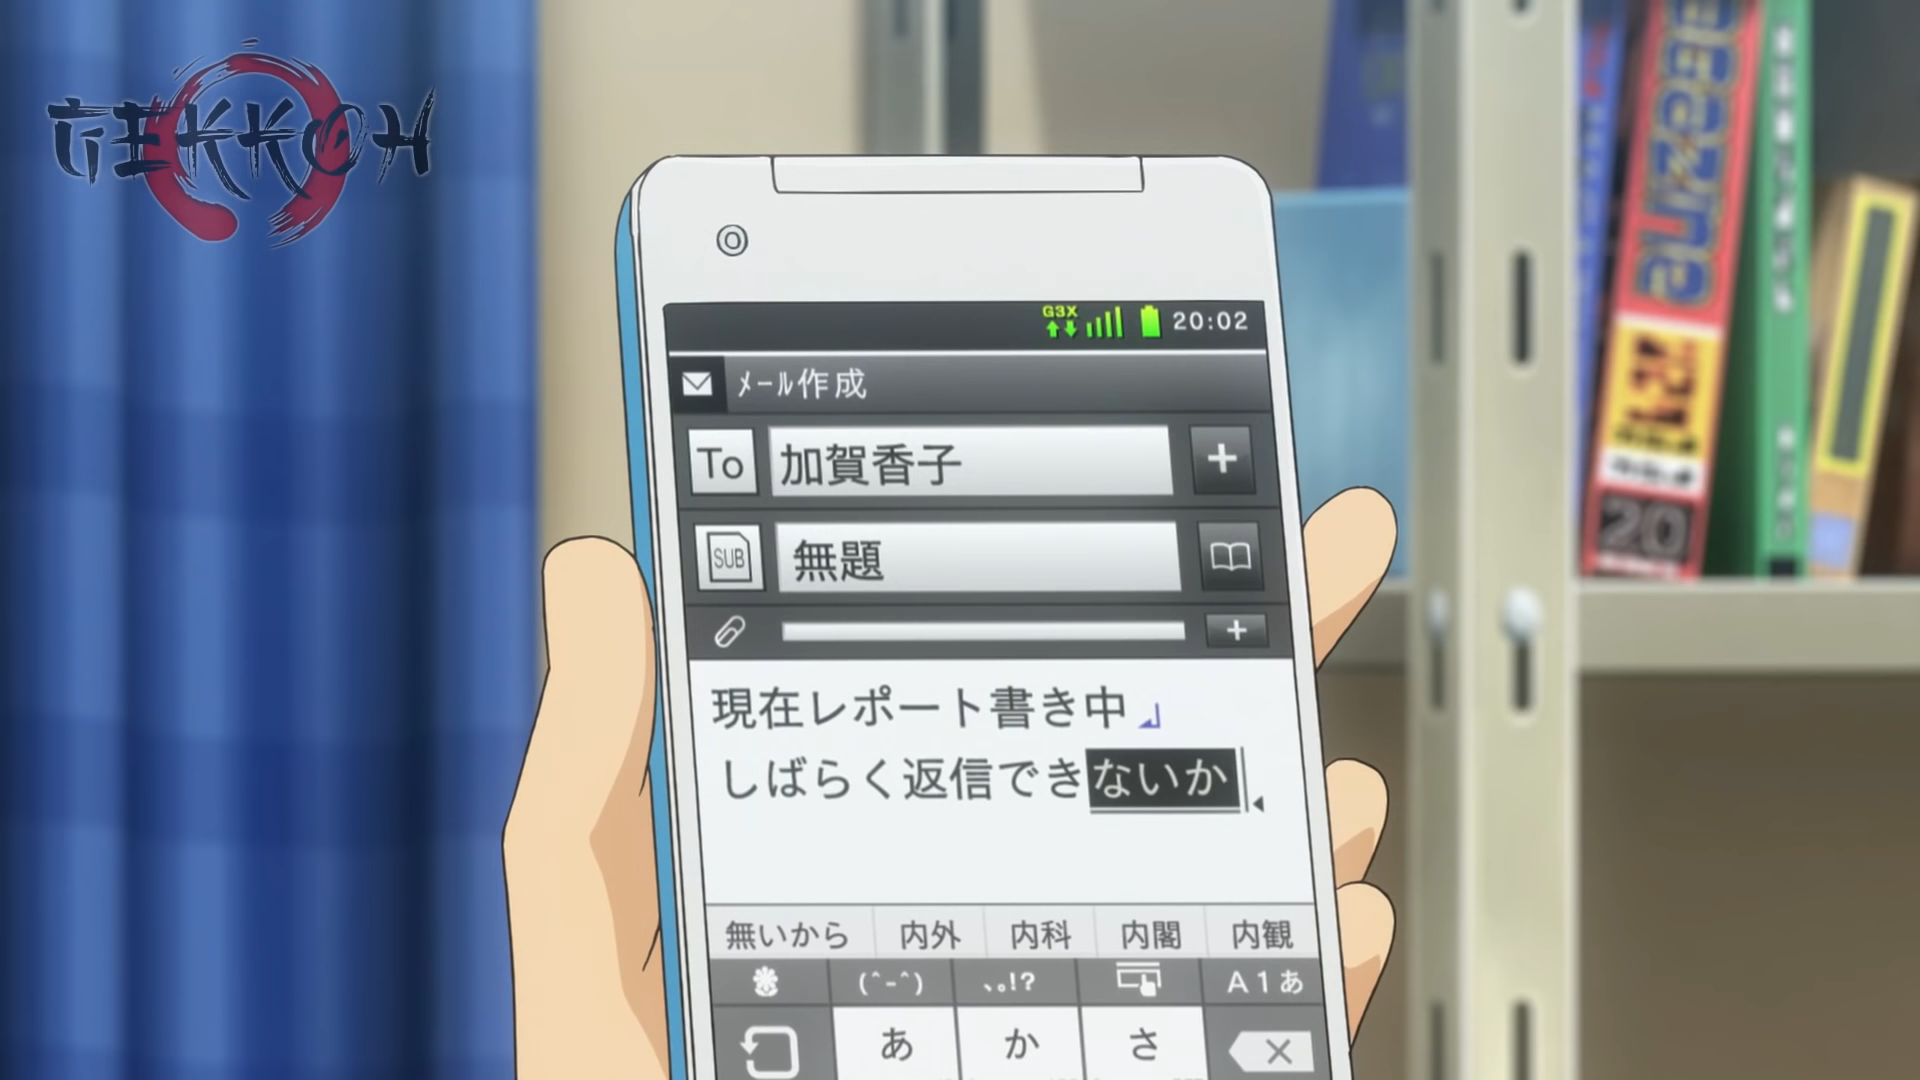 GEKKOH
G3X
20:02
ﾒｰﾙ作成
To
加賀香子
+
SUB
無題
+
現在レポート書き中
しばらく返信できないか
無いから
内外
内科
内閣
内観
(^-^)
､｡!?
A1あ
あ
か
さ
20